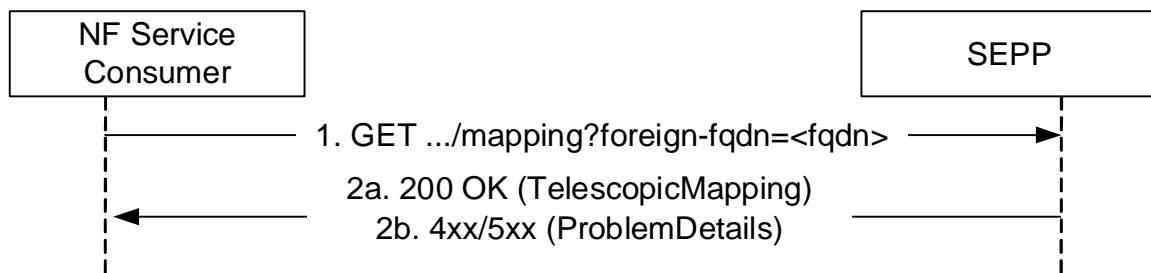 NF Service
Consumer
SEPP
1. GET .../mapping?foreign-fqdn=<fqdn>
2a. 200 OK (TelescopicMapping)
2b. 4xx/5xx (ProblemDetails)